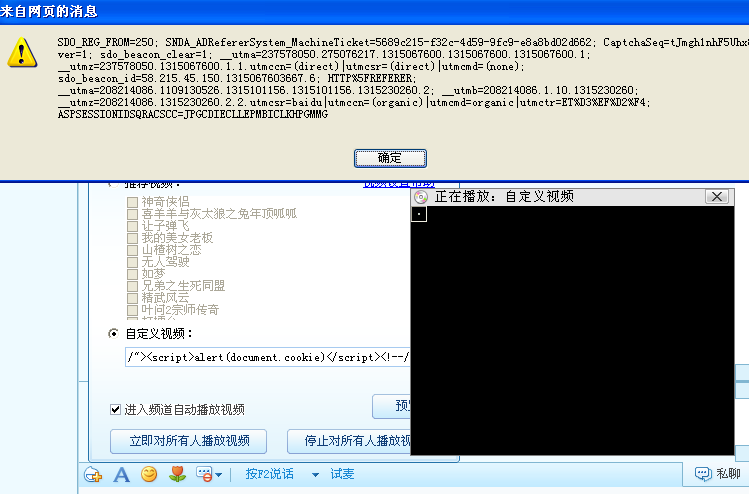 来自网页的消息
SDO_REG_FROM=250; SNDA_ADRefererSystem_MachineTicket=5689c215-f32c-4d59-9fc9-e8a8bd02d662; CaptchaSeq=tJmgh1nhF5Uhx8
ver=1; sdo_beacon_clear=1; __utma=237578050.275076217.1315067600.1315067600.1315067600.1;
__utmz=237578050.1315067600.1.1.utmccn=(direct)|utmcsr=(direct)|utmcmd=(none);
sdo_beacon_id=58.215.45.150.1315067603667.6; HTTP%5FREFERER;
__utma=208214086.1109130526.1315101156.1315101156.1315230260.2; __utmb=208214086.1.10.1315230260;
__utmz=208214086.1315230260.2.2.utmcsr=baidu|utmccn=(organic)|utmcmd=organic|utmctr=ET%D3%EF%D2%F4;
ASPSESSIONIDSQRACSCC=JPGCDIECLLEPMBICLKHPGMMG
确定
推荐视频：
视频设置帮助
正在播放：自定义视频
神奇侠侣
喜羊羊与灰太狼之兔年顶呱呱
让子弹飞
我的美女老板
山楂树之恋
无人驾驶
如梦
兄弟之生死同盟
精武风云
叶问2宗师传奇
自定义视频：
/"><script>alert(document.cookie)</script><!--/
进入频道自动播放视频
立即对所有人播放视频
停止对所有人播放视
按F2说话
试麦
私聊